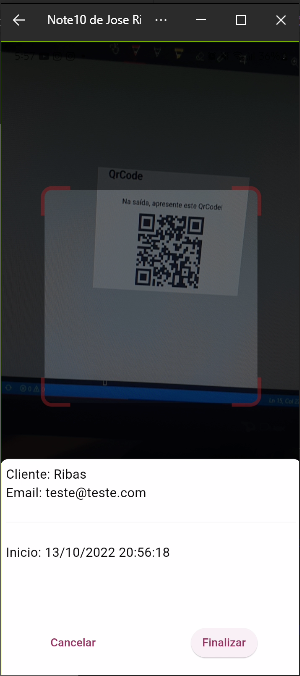 Note10 de Jose Ri
QrCode
Na saída, apresente este QrCode!
Cliente: Ribas
Email: teste@teste.com
Inicio: 13/10/2022 20:56:18
Cancelar
Finalizar